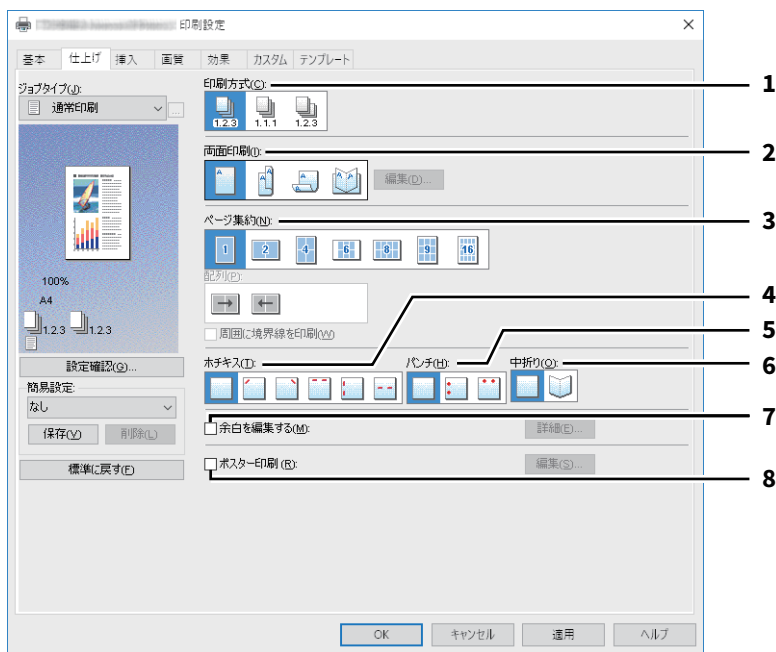 印刷設定
基本 仕上げ 挿入 画質 効果 カスタム テンプレート
ジョブタイプ(J):
通常印刷
...
100%
A4
1.2.3 1.2.3
設定確認(G)...
簡易設定:
なし
保存(V) 削除(L)
標準に戻す(F)
印刷方式(C):
1.2.3 1.1.1 1.2.3
両面印刷(I):
A A A A A
編集(D)...
ページ集約(N):
1 2 4 6 8 9 16
配列(P):
周囲に境界線を印刷(W)
ホチキス(T): パンチ(H): 中折り(O):
余白を編集する(M): 詳細(E)...
ポスター印刷 (R): 編集(S)...
OK キャンセル 適用 ヘルプ
1
2
3
4
5
6
7
8